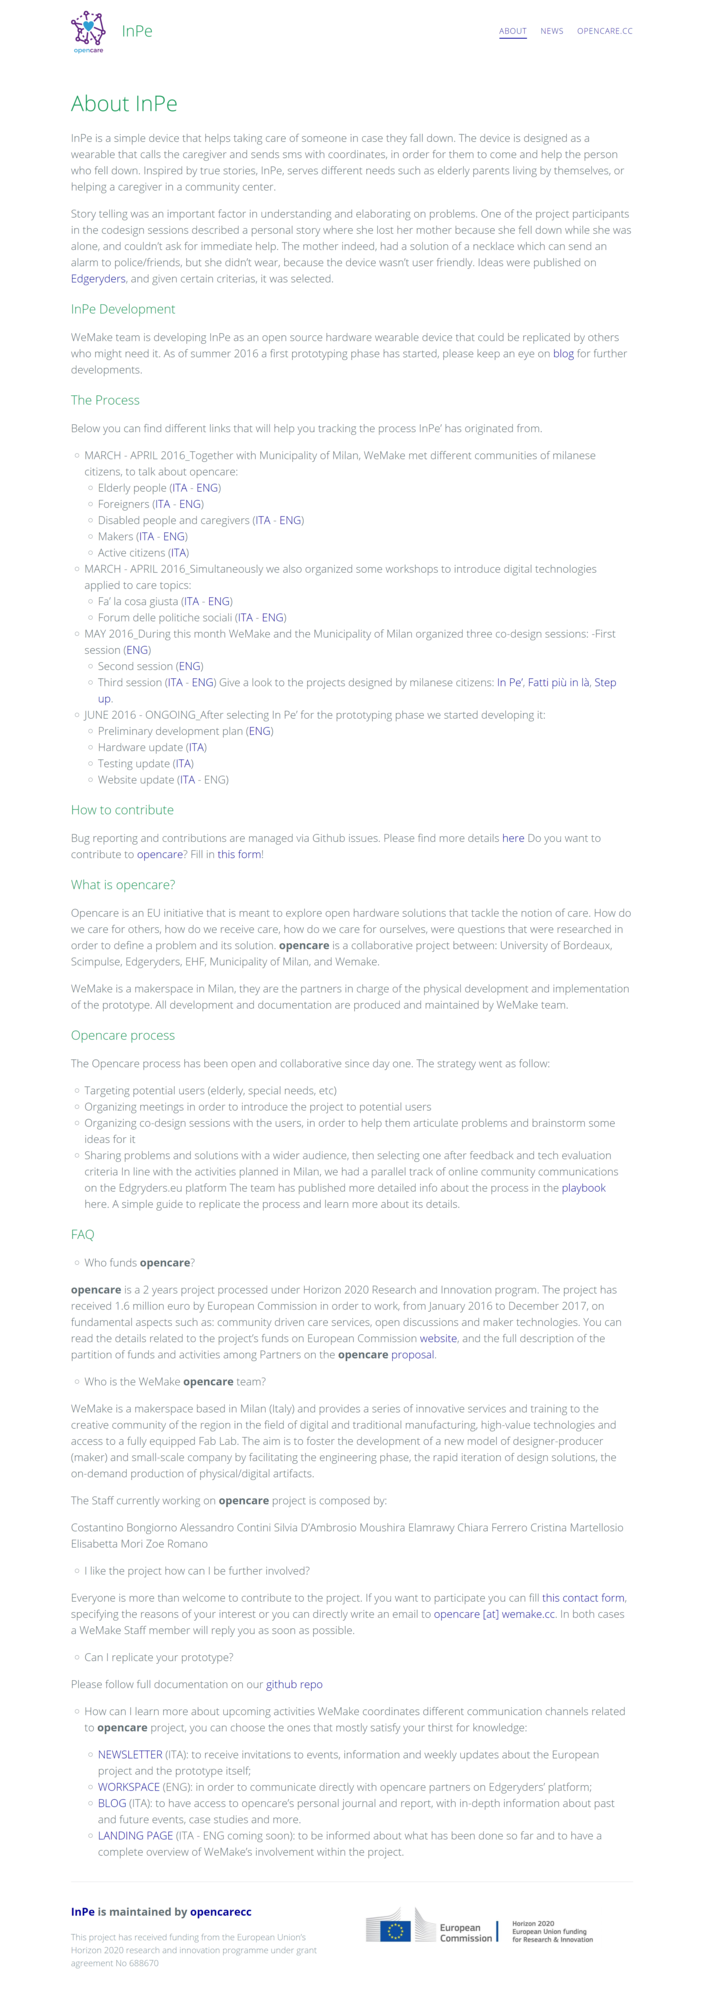 opencare
InPe
ABOUT
NEWS
OPENCARE.CC
About InPe
InPe is a simple device that helps taking care of someone in case they fall down. The device is designed as a
wearable that calls the caregiver and sends sms with coordinates, in order for them to come and help the person
who fell down. Inspired by true stories, InPe, serves different needs such as elderly parents living by themselves, or
helping a caregiver in a community center.
Story telling was an important factor in understanding and elaborating on problems. One of the project participants
in the codesign sessions described a personal story where she lost her mother because she fell down while she was
alone, and couldn't ask for immediate help. The mother indeed, had a solution of a necklace which can send an
alarm to police/friends, but she didn't wear, because the device wasn't user friendly. Ideas were published on
Edgeryders, and given certain criterias, it was selected.
InPe Development
WeMake team is developing InPe as an open source hardware wearable device that could be replicated by others
who might need it. As of summer 2016 a first prototyping phase has started, please keep an eye on blog for further
developments.
The Process
Below you can find different links that will help you tracking the process InPe' has originated from.
MARCH - APRIL 2016_Together with Municipality of Milan, WeMake met different communities of milanese
citizens, to talk about opencare:
Elderly people (ITA - ENG)
Foreigners (ITA - ENG)
Disabled people and caregivers (ITA - ENG)
Makers (ITA - ENG)
Active citizens (ITA)
MARCH - APRIL 2016_Simultaneously we also organized some workshops to introduce digital technologies
applied to care topics:
Fa' la cosa giusta (ITA - ENG)
Forum delle politiche sociali (ITA - ENG)
MAY 2016_During this month WeMake and the Municipality of Milan organized three co-design sessions: -First
session (ENG)
Second session (ENG)
Third session (ITA - ENG) Give a look to the projects designed by milanese citizens: In Pe', Fatti più in là, Step
up.
JUNE 2016 - ONGOING_After selecting In Pe' for the prototyping phase we started developing it:
Preliminary development plan (ENG)
Hardware update (ITA)
Testing update (ITA)
Website update (ITA - ENG)
How to contribute
Bug reporting and contributions are managed via Github issues. Please find more details here Do you want to
contribute to opencare? Fill in this form!
What is opencare?
Opencare is an EU initiative that is meant to explore open hardware solutions that tackle the notion of care. How do
we care for others, how do we receive care, how do we care for ourselves, were questions that were researched in
order to define a problem and its solution. opencare is a collaborative project between: University of Bordeaux,
Scimpulse, Edgeryders, EHF, Municipality of Milan, and Wemake.
WeMake is a makerspace in Milan, they are the partners in charge of the physical development and implementation
of the prototype. All development and documentation are produced and maintained by WeMake team.
Opencare process
The Opencare process has been open and collaborative since day one. The strategy went as follow:
Targeting potential users (elderly, special needs, etc)
Organizing meetings in order to introduce the project to potential users
Organizing co-design sessions with the users, in order to help them articulate problems and brainstorm some
ideas for it
Sharing problems and solutions with a wider audience, then selecting one after feedback and tech evaluation
criteria In line with the activities planned in Milan, we had a parallel track of online community communications
on the Edgryders.eu platform The team has published more detailed info about the process in the playbook
here. A simple guide to replicate the process and learn more about its details.
FAQ
Who funds opencare?
opencare is a 2 years project processed under Horizon 2020 Research and Innovation program. The project has
received 1.6 million euro by European Commission in order to work, from January 2016 to December 2017, on
fundamental aspects such as: community driven care services, open discussions and maker technologies. You can
read the details related to the project's funds on European Commission website, and the full description of the
partition of funds and activities among Partners on the opencare proposal.
Who is the WeMake opencare team?
WeMake is a makerspace based in Milan (Italy) and provides a series of innovative services and training to the
creative community of the region in the field of digital and traditional manufacturing, high-value technologies and
access to a fully equipped Fab Lab. The aim is to foster the development of a new model of designer-producer
(maker) and small-scale company by facilitating the engineering phase, the rapid iteration of design solutions, the
on-demand production of physical/digital artifacts.
The Staff currently working on opencare project is composed by:
Costantino Bongiorno Alessandro Contini Silvia D'Ambrosio Moushira Elamrawy Chiara Ferrero Cristina Martellosio
Elisabetta Mori Zoe Romano
I like the project how can I be further involved?
Everyone is more than welcome to contribute to the project. If you want to participate you can fill this contact form,
specifying the reasons of your interest or you can directly write an email to opencare [at] wemake.cc. In both cases
a WeMake Staff member will reply you as soon as possible.
Can I replicate your prototype?
Please follow full documentation on our github repo
How can I learn more about upcoming activities WeMake coordinates different communication channels related
to opencare project, you can choose the ones that mostly satisfy your thirst for knowledge:
NEWSLETTER (ITA): to receive invitations to events, information and weekly updates about the European
project and the prototype itself;
WORKSPACE (ENG): in order to communicate directly with opencare partners on Edgeryders' platform;
BLOG (ITA): to have access to opencare's personal journal and report, with in-depth information about past
and future events, case studies and more.
LANDING PAGE (ITA - ENG coming soon): to be informed about what has been done so far and to have a
complete overview of WeMake's involvement within the project.
InPe is maintained by opencarecc
This project has received funding from the European Union's
Horizon 2020 research and innovation programme under grant
agreement No 688670
European
Commission
Horizon 2020
European Union funding
for Research & Innovation